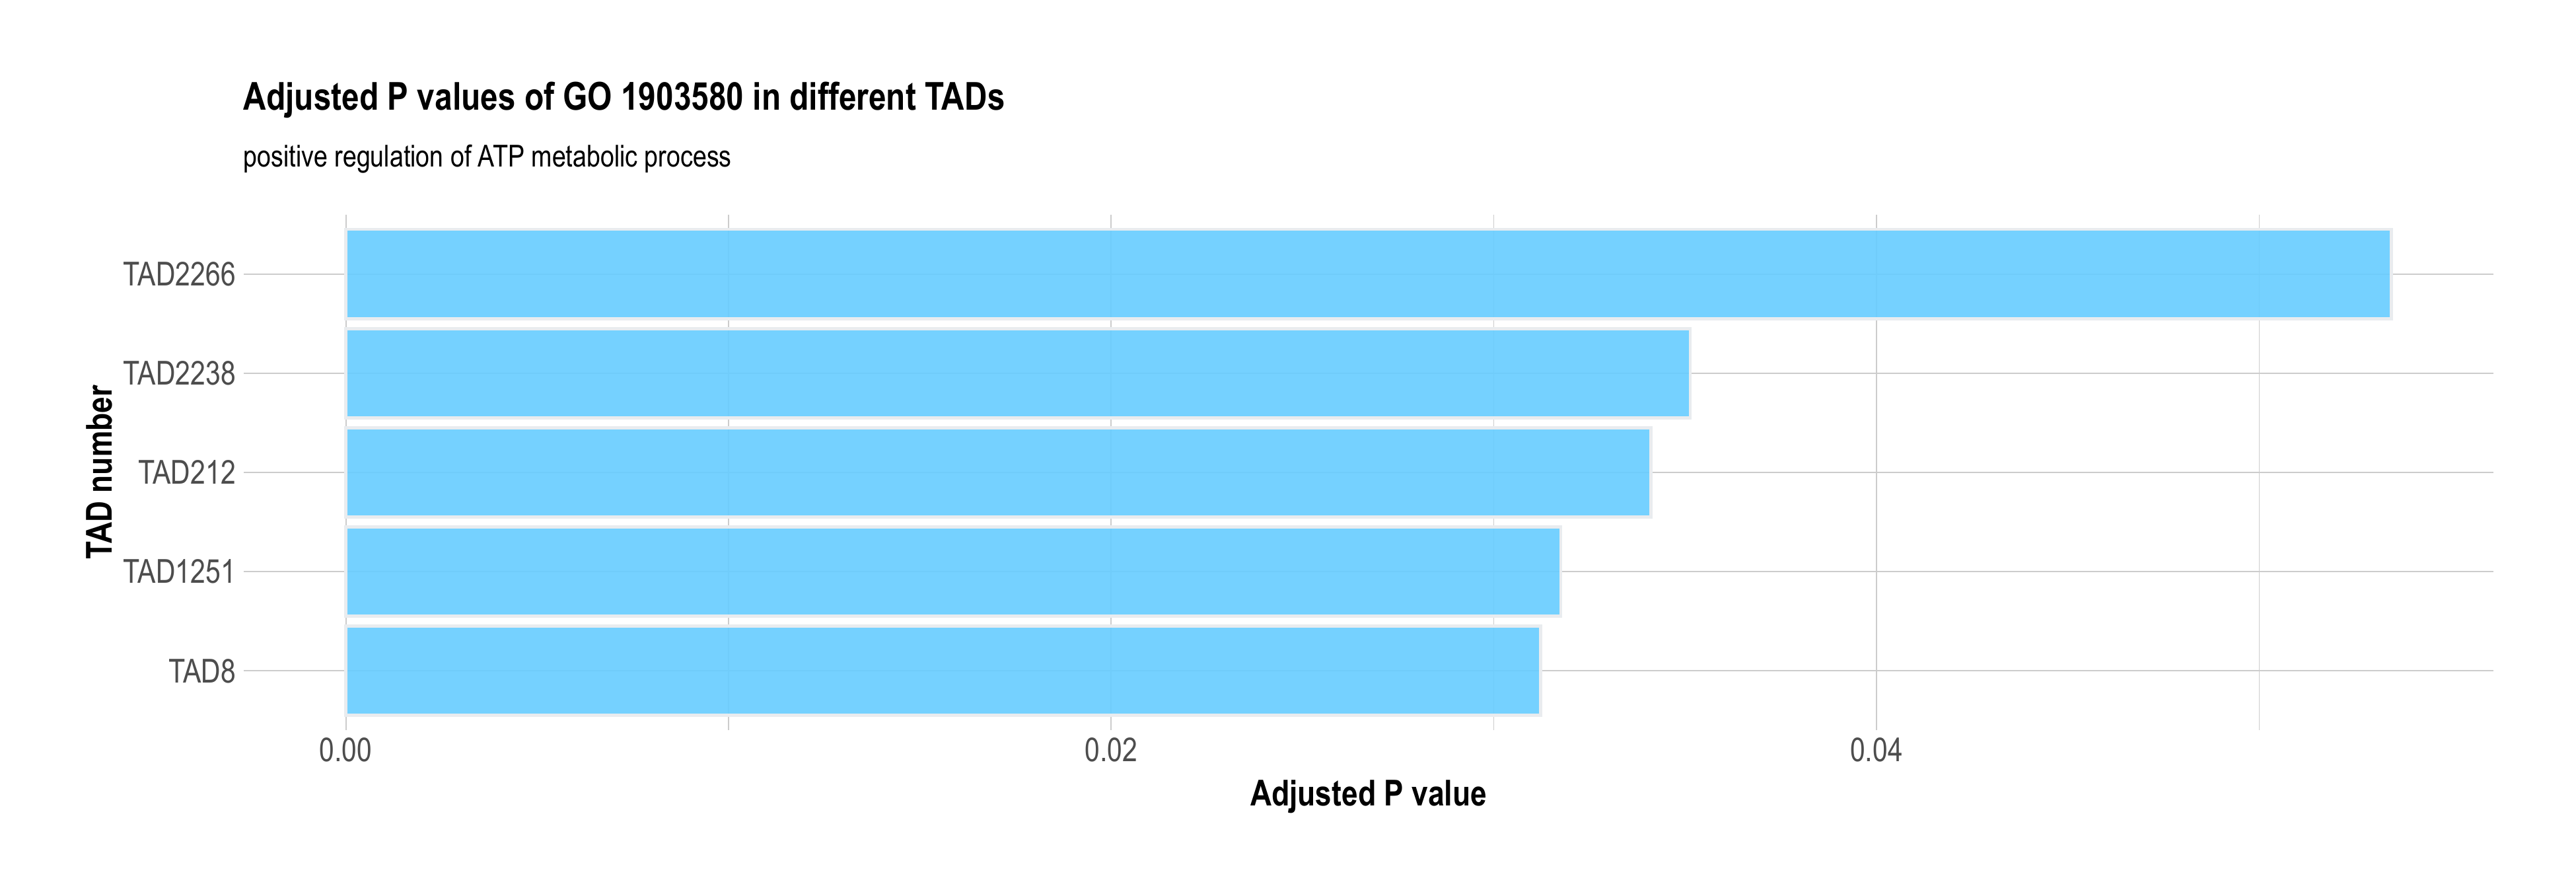 Adjusted P values of GO 1903580 in different TADs
positive regulation of ATP metabolic process
TAD number
TAD2266
TAD2238
TAD212
TAD1251
TAD8
0.00 0.02 0.04
Adjusted P value